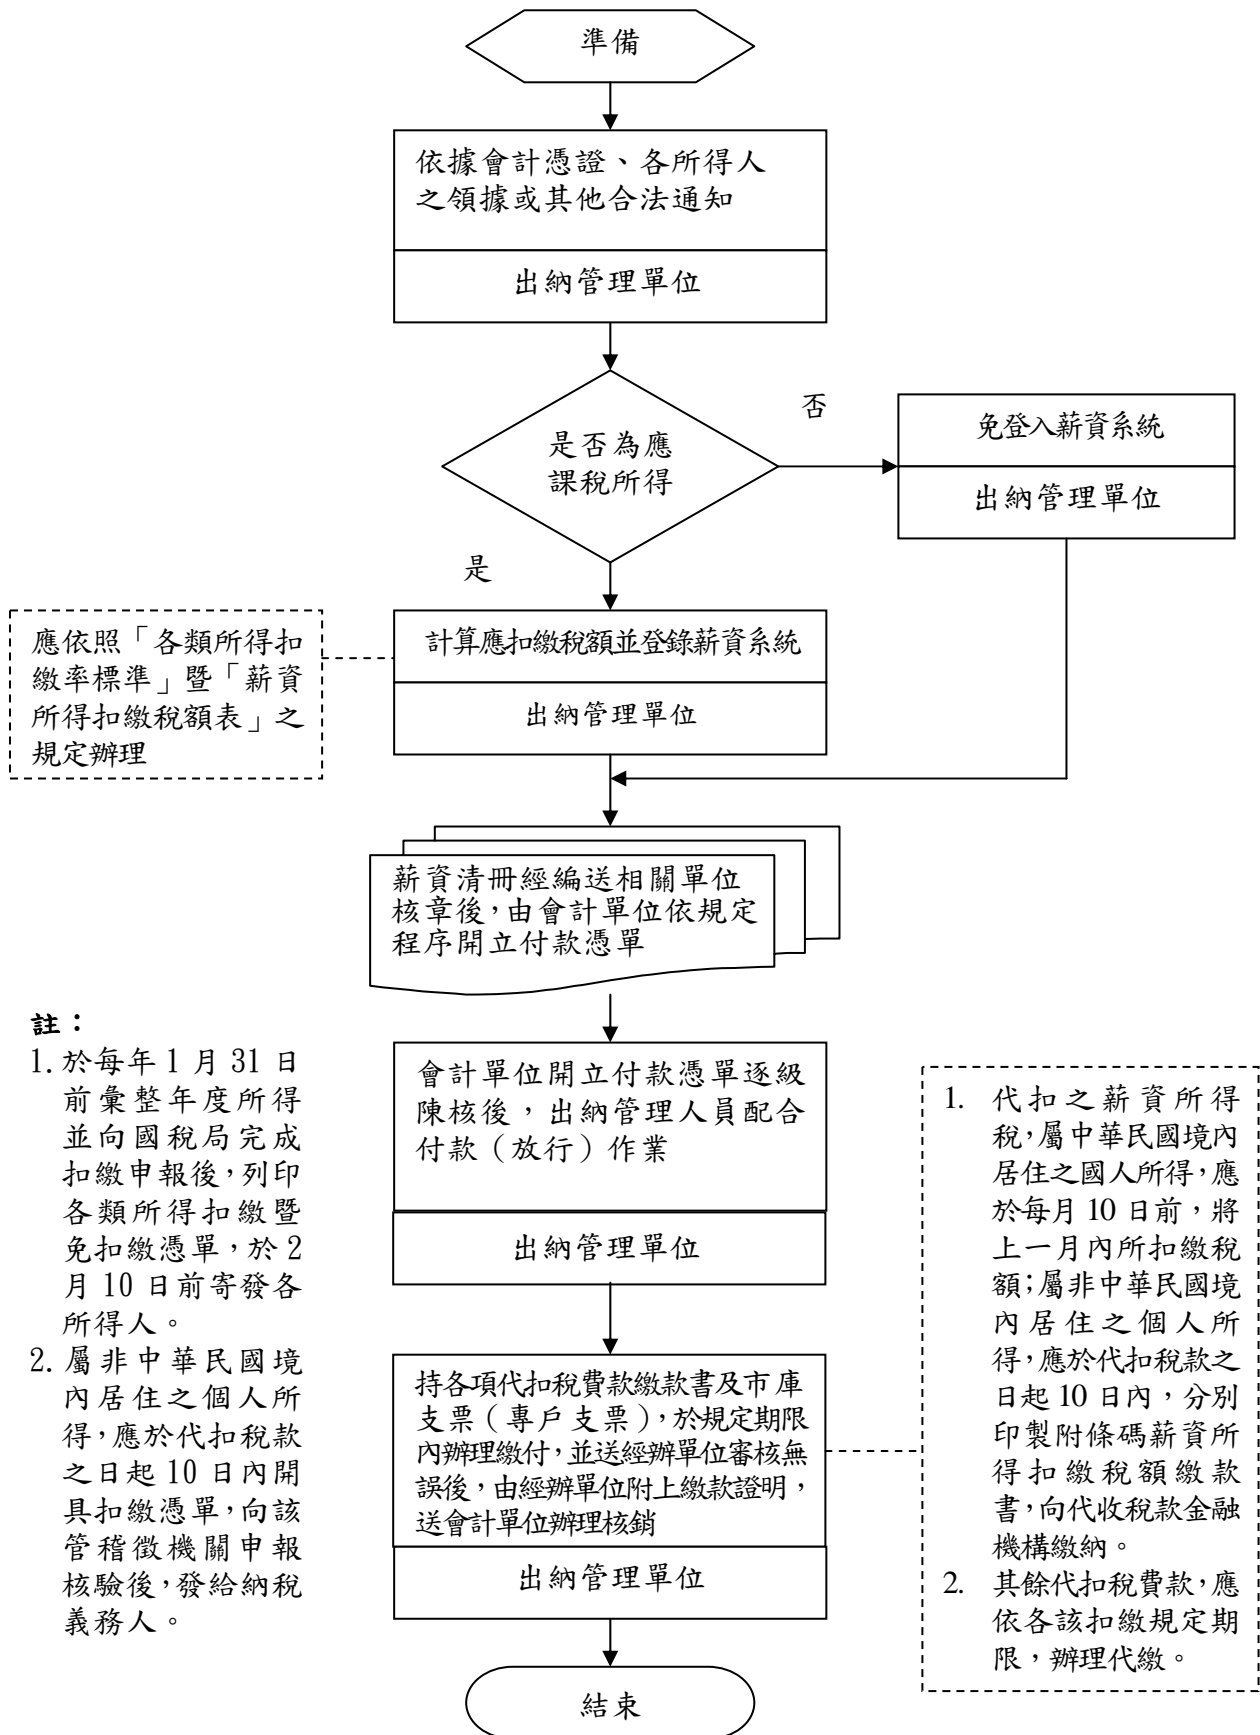 準備
依據會計憑證、各所得人
之領據或其他合法通知
出納管理單位
是否為應
課稅所得
否
免登入薪資系統
出納管理單位
是
應依照「各類所得扣
繳率標準」暨「薪資
所得扣繳稅額表」之
規定辦理
計算應扣繳稅額並登錄薪資系統
出納管理單位
薪資清冊經編送相關單位
核章後，由會計單位依規定
程序開立付款憑單
會計單位開立付款憑單逐級
陳核後，出納管理人員配合
付款（放行）作業
出納管理單位
持各項代扣稅費款繳款書及市庫
支票（專戶支票），於規定期限
內辦理繳付，並送經辦單位審核無
誤後，由經辦單位附上繳款證明，
送會計單位辦理核銷
出納管理單位
結束
註：
1. 於每年 1 月 31 日
前彙整年度所得
並向國稅局完成
扣繳申報後，列印
各類所得扣繳暨
免扣繳憑單，於 2
月 10 日前寄發各
所得人。
2. 屬非中華民國境
內居住之個人所
得，應於代扣稅款
之日起 10 日內開
具扣繳憑單，向該
管稽徵機關申報
核驗後，發給納稅
義務人。
1. 代扣之薪資所得
稅，屬中華民國境內
居住之國人所得，應
於每月 10 日前，將
上一月內所扣繳稅
額；屬非中華民國境
內居住之個人所
得，應於代扣稅款之
日起 10 日內，分別
印製附條碼薪資所
得扣繳稅額繳款
書，向代收稅款金融
機構繳納。
2. 其餘代扣稅費款，應
依各該扣繳規定期
限，辦理代繳。